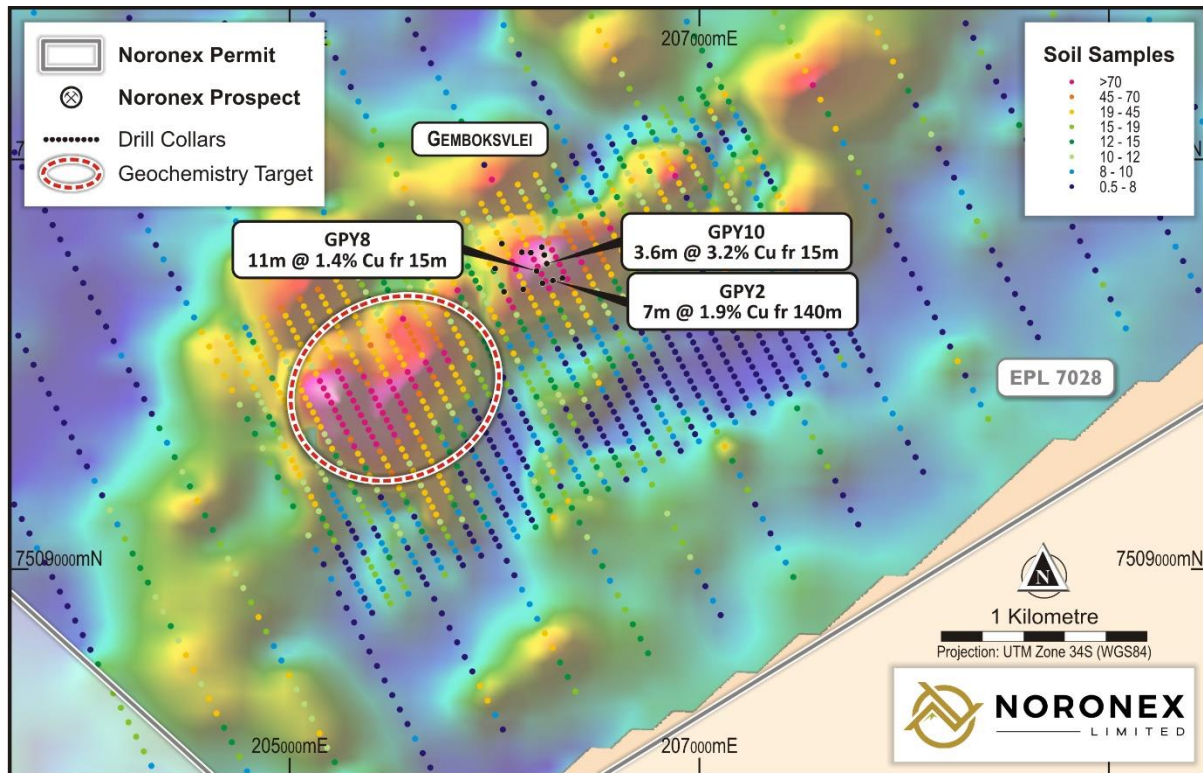 207000mE
Noronex Permit
Noronex Prospect
Drill Collars
Geochemistry Target
Soil Samples
>70
45 - 70
19 - 45
15 - 19
12 - 15
10 - 12
8 - 10
0.5 - 8
GEMBOKSVLEI
GPY8
11m @ 1.4% Cu fr 15m
GPY10
3.6m @ 3.2% Cu fr 15m
GPY2
7m @ 1.9% Cu fr 140m
EPL 7028
7509000mN
7509000mN
N
1 Kilometre
Projection: UTM Zone 34S (WGS84)
NORONEX
LIMITED
205000mE
207000mE